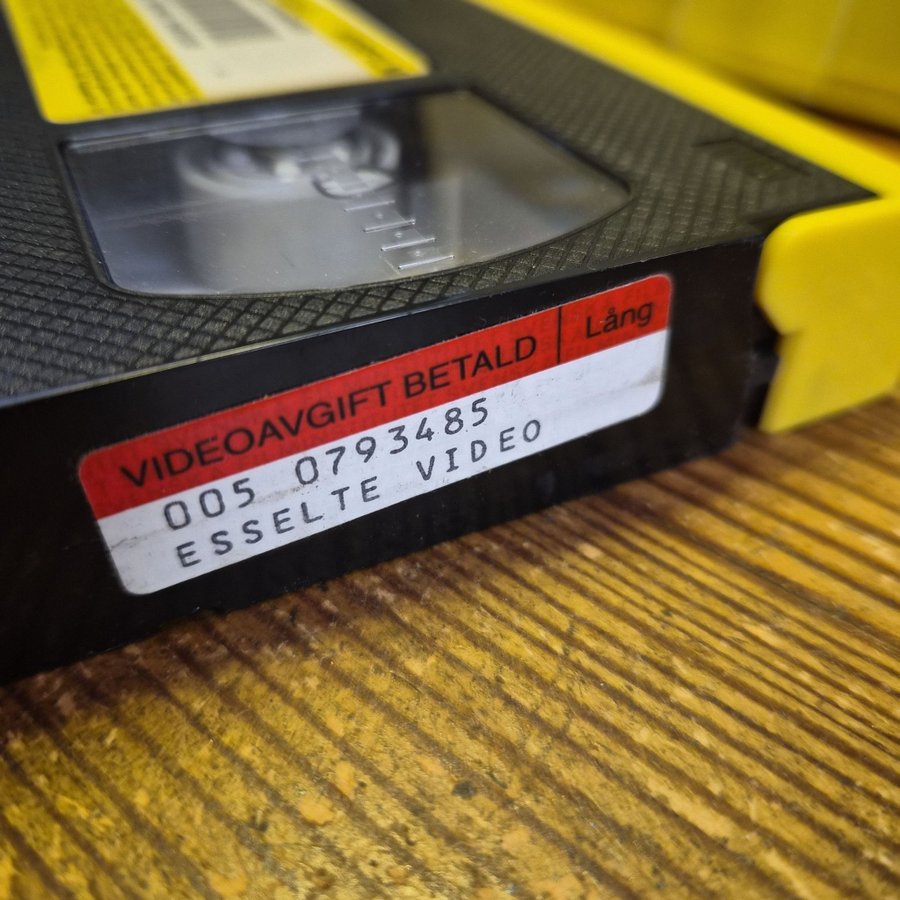 VIDEOAVGIFT BETALD | Lång
005 0793485
ESSELTE VIDEO